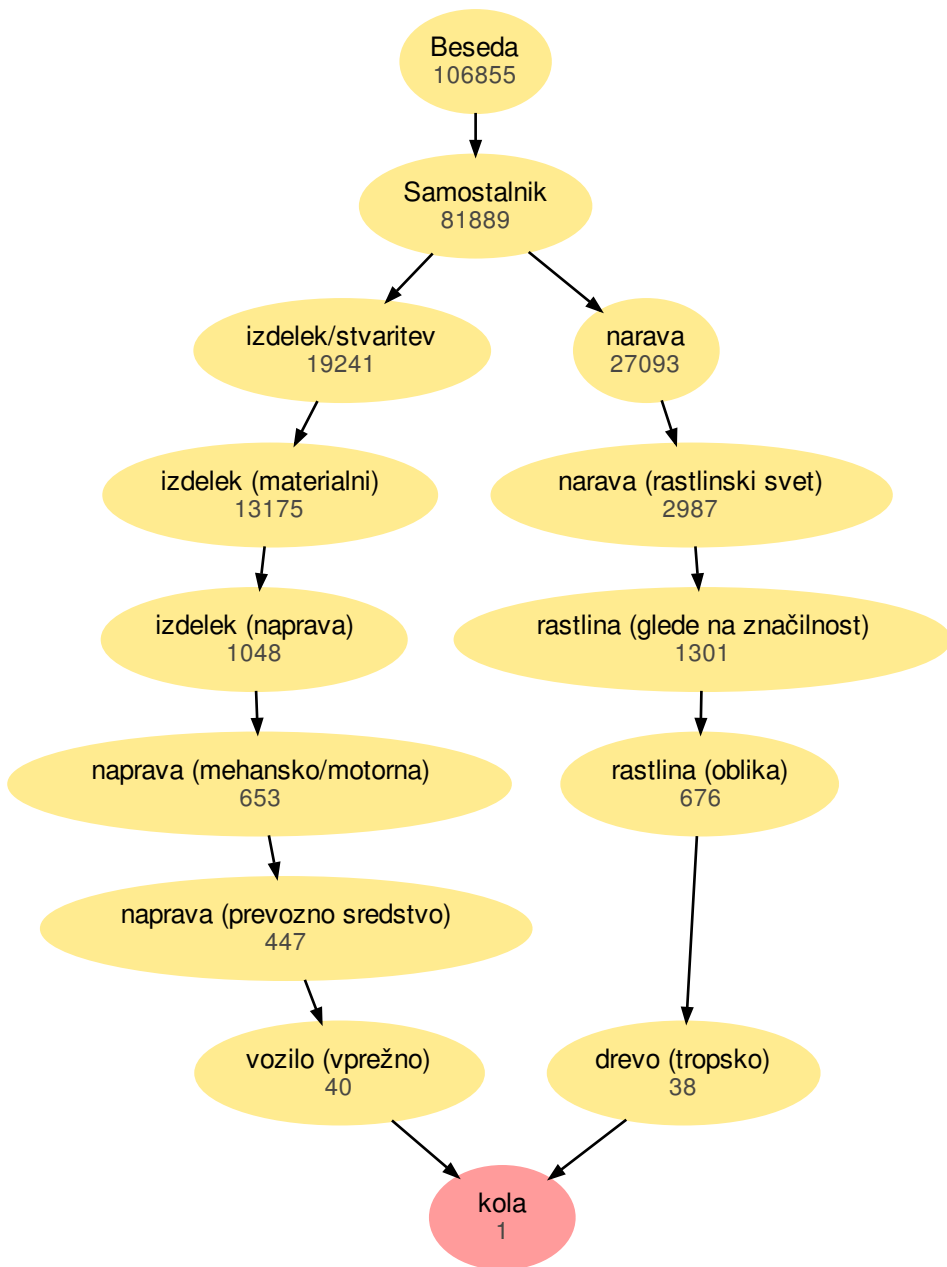 Beseda
106855
Samostalnik
81889
izdelek/stvaritev
19241
narava
27093
izdelek (materialni)
13175
narava (rastlinski svet)
2987
izdelek (naprava)
1048
rastlina (glede na značilnost)
1301
naprava (mehansko/motorna)
653
rastlina (oblika)
676
naprava (prevozno sredstvo)
447
vozilo (vprežno)
40
drevo (tropsko)
38
kola
1